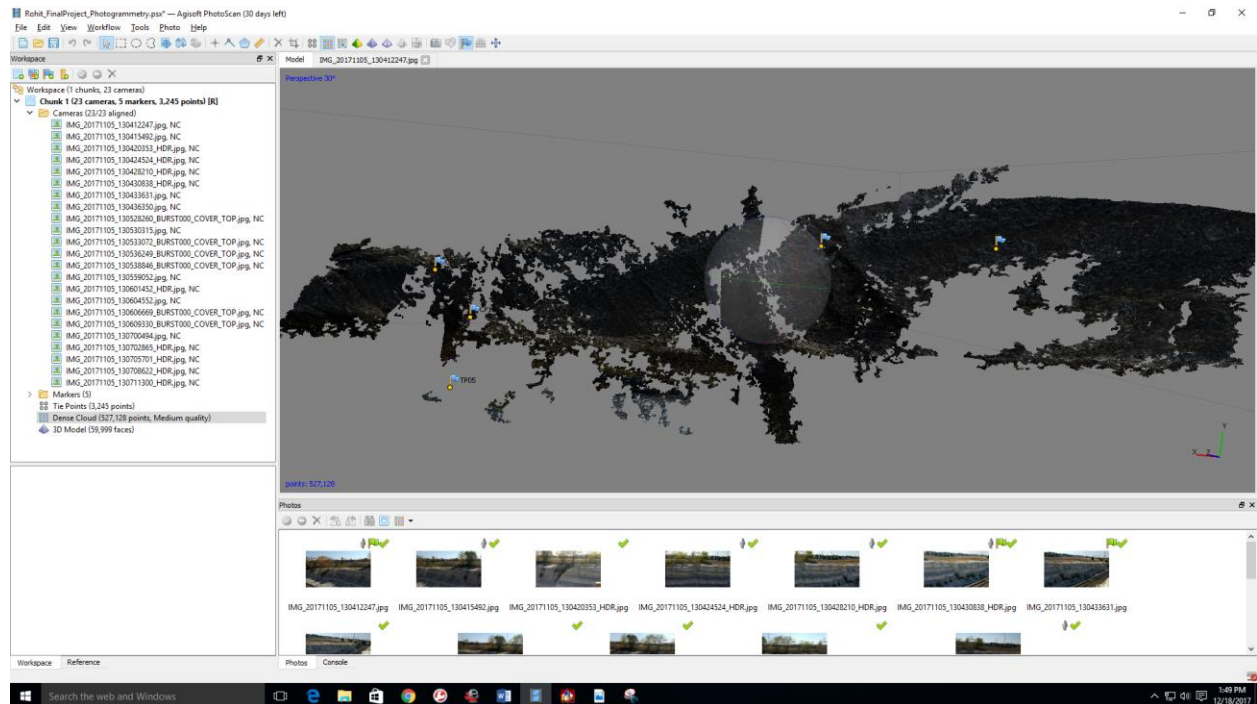 Rohit_FinalProject_Photogrammetry.psx* — Agisoft PhotoScan (30 days left)
File Edit View Workflow Tools Photo Help
Workspace
Workspace (1 chunks, 23 cameras)
Chunk 1 (23 cameras, 5 markers, 3,245 points) [R]
Cameras (23/23 aligned)
IMG_20171105_130412247.jpg, NC
IMG_20171105_130415492.jpg, NC
IMG_20171105_130420353_HDR.jpg, NC
IMG_20171105_130424524_HDR.jpg, NC
IMG_20171105_130428210_HDR.jpg, NC
IMG_20171105_130430838_HDR.jpg, NC
IMG_20171105_130433631.jpg, NC
IMG_20171105_130436350.jpg, NC
IMG_20171105_130528260_BURST000_COVER_TOP.jpg, NC
IMG_20171105_130530315.jpg, NC
IMG_20171105_130533072_BURST000_COVER_TOP.jpg, NC
IMG_20171105_130536249_BURST000_COVER_TOP.jpg, NC
IMG_20171105_130538846_BURST000_COVER_TOP.jpg, NC
IMG_20171105_130559052.jpg, NC
IMG_20171105_130601452_HDR.jpg, NC
IMG_20171105_130604552.jpg, NC
IMG_20171105_130606669_BURST000_COVER_TOP.jpg, NC
IMG_20171105_130609330_BURST000_COVER_TOP.jpg, NC
IMG_20171105_130700494.jpg, NC
IMG_20171105_130702865_HDR.jpg, NC
IMG_20171105_130705701_HDR.jpg, NC
IMG_20171105_130708622_HDR.jpg, NC
IMG_20171105_130711300_HDR.jpg, NC
Markers (5)
Tie Points (3,245 points)
Dense Cloud (527,128 points, Medium quality)
3D Model (59,999 faces)
Workspace Reference
Model IMG_20171105_130412247.jpg
Perspective 30°
TP05
Y
X Z
points: 527,128
Photos
IMG_20171105_130412247.jpg IMG_20171105_130415492.jpg IMG_20171105_130420353_HDR.jpg IMG_20171105_130424524_HDR.jpg IMG_20171105_130428210_HDR.jpg IMG_20171105_130430838_HDR.jpg IMG_20171105_130433631.jpg
Photos Console
Search the web and Windows
1:49 PM
12/18/2017